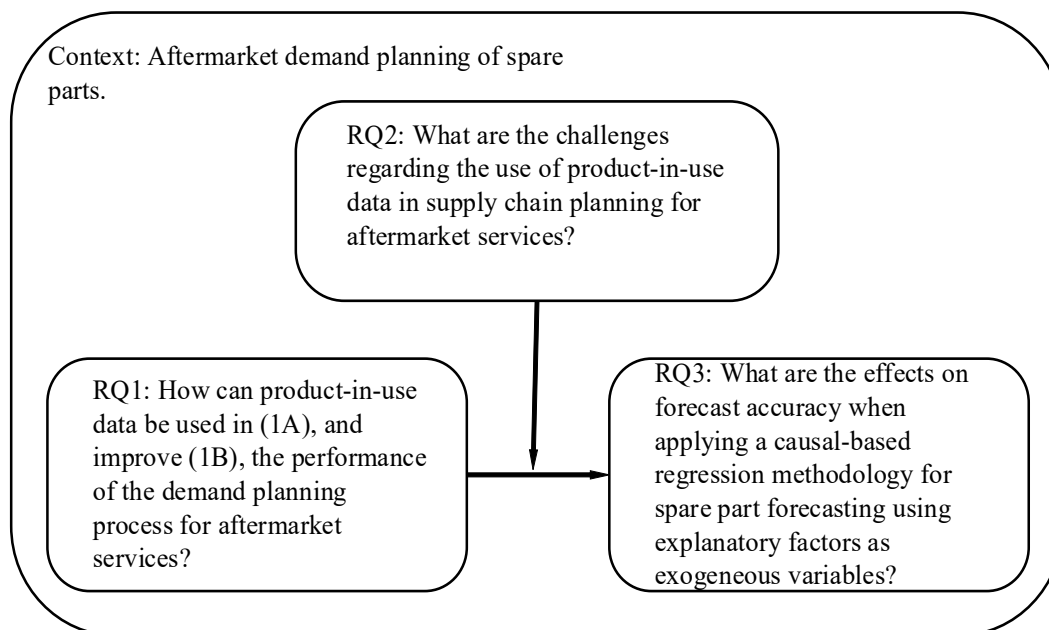 Context: Aftermarket demand planning of spare
parts.
RQ2: What are the challenges
regarding the use of product-in-use
data in supply chain planning for
aftermarket services?
RQ1: How can product-in-use
data be used in (1A), and
improve (1B), the performance
of the demand planning
process for aftermarket
services?
RQ3: What are the effects on
forecast accuracy when
applying a causal-based
regression methodology for
spare part forecasting using
explanatory factors as
exogeneous variables?